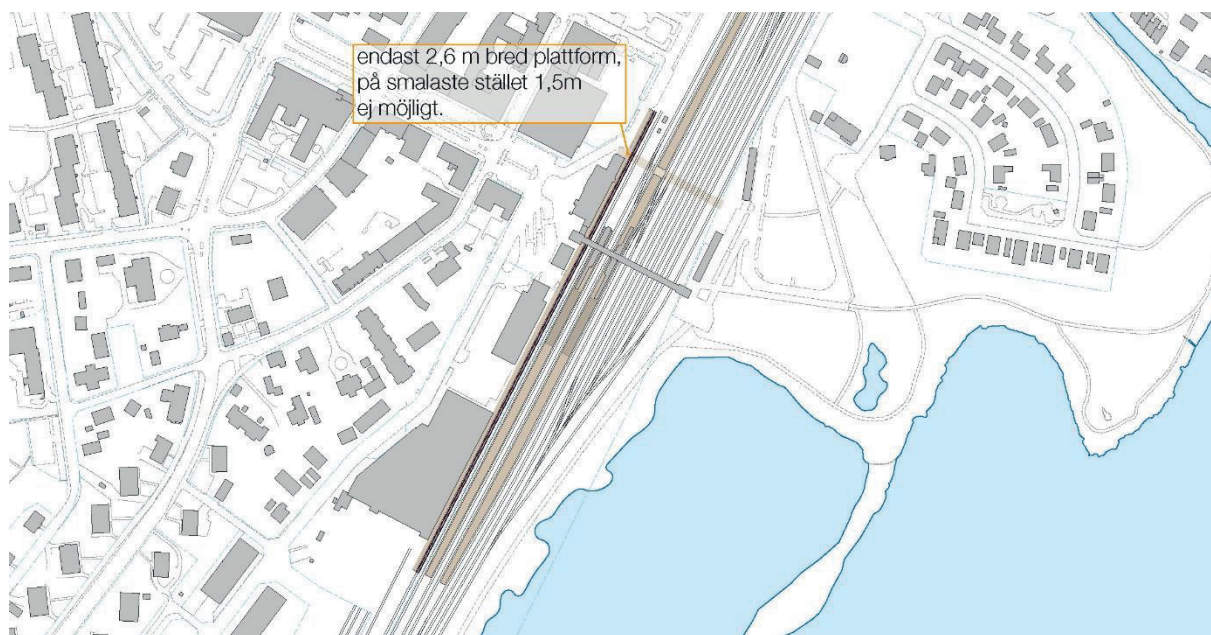 endast 2,6 m bred plattform,
på smalaste stället 1,5m
ej möjligt.